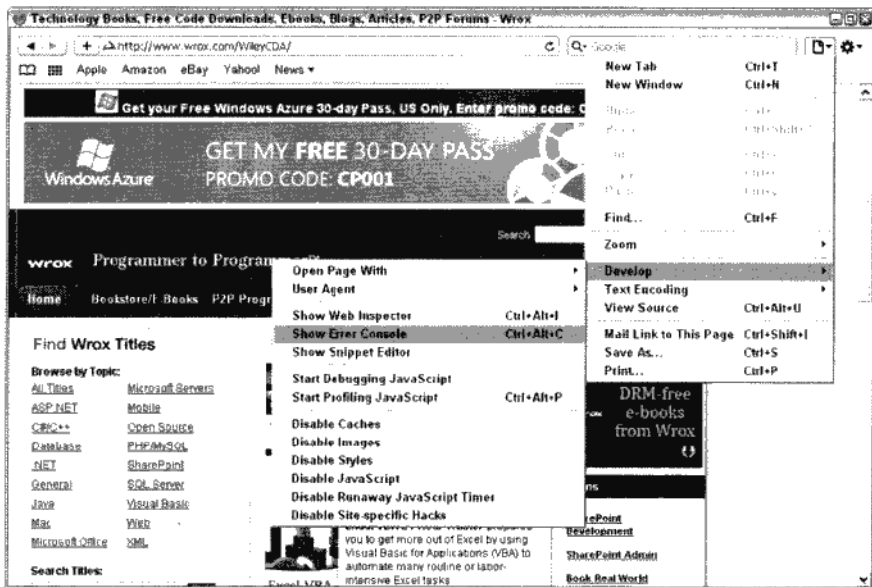 Technology Books, Free Code Downloads, Ebooks, Blogs, Articles, P2P Forums - Wrox
http://www.wrox.com/WileyCDA/
Google
Apple Amazon eBay Yahoo! News
Get your Free Windows Azure 30-day Pass, US Only. Enter promo code:
Windows Azure
GET MY FREE 30-DAY PASS
PROMO CODE: CP001
Search
wrox Programmer to Programmer
Home Bookstore/E-Books P2P Progr
New Tab Ctrl+T
New Window Ctrl+N
Find... Ctrl+F
Zoom
Develop
Text Encoding
View Source Ctrl+Alt+U
Mail Link to This Page Ctrl+Shift+I
Save As... Ctrl+S
Print... Ctrl+P
Open Page With
User Agent
Show Web Inspector Ctrl+Alt+I
Show Error Console Ctrl+Alt+C
Show Snippet Editor
Start Debugging JavaScript
Start Profiling JavaScript Ctrl+Alt+P
Disable Caches
Disable Images
Disable Styles
Disable JavaScript
Disable Runaway JavaScript Timer
Disable Site-specific Hacks
Find Wrox Titles
Browse by Topic:
All Titles Microsoft Servers
ASP.NET Mobile
C#/C++ Open Source
Database PHP/MySQL
.NET SharePoint
General SQL Server
Java Visual Basic
Mac Web
Microsoft Office XML
Search Titles:
you to get more out of Excel by using
Visual Basic for Applications (VBA) to
automate many routine or labor-
intensive Excel tasks
Excel VBA
DRM-free
e-books
from Wrox
ons
rePoint
Development
SharePoint Admin
Book Real World